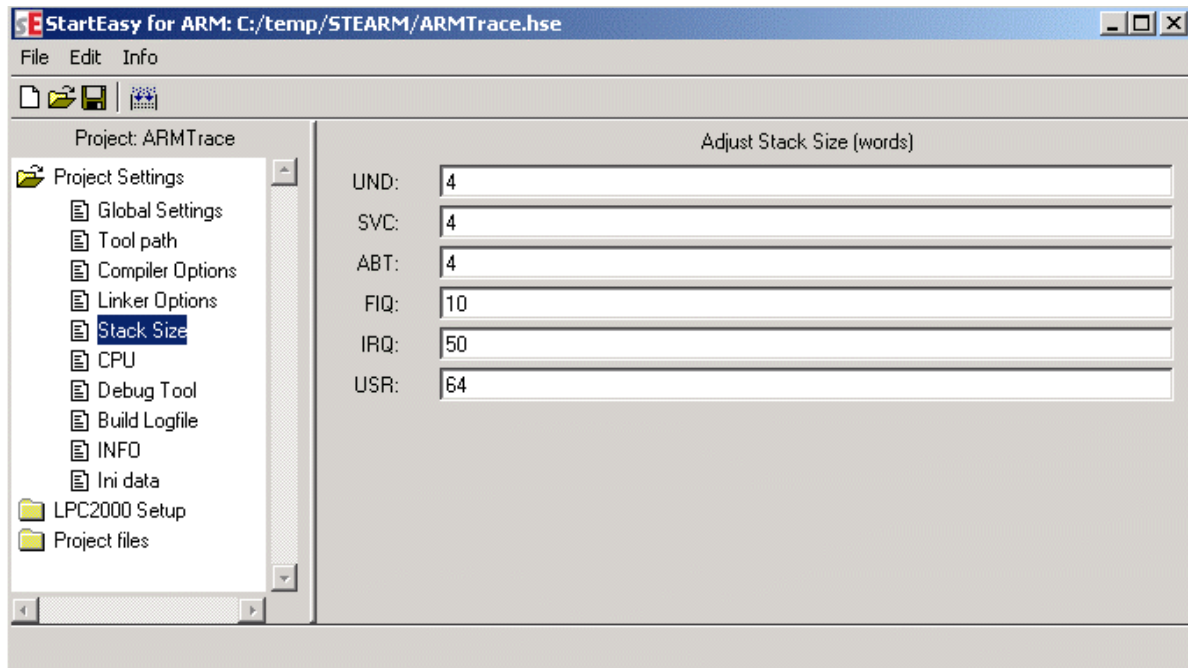 sE StartEasy for ARM: C:/temp/STEARM/ARMTrace.hse
File Edit Info
Project: ARMTrace
Project Settings
Global Settings
Tool path
Compiler Options
Linker Options
Stack Size
CPU
Debug Tool
Build Logfile
INFO
Ini data
LPC2000 Setup
Project files
Adjust Stack Size (words)
UND: 4
SVC: 4
ABT: 4
FIQ: 10
IRQ: 50
USR: 64